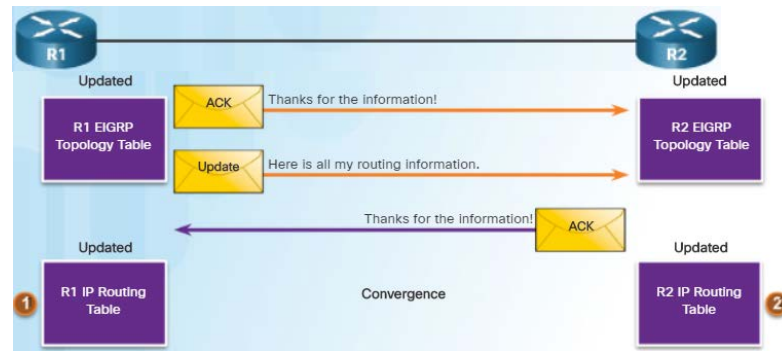 R1
R2
Updated
Updated
ACK
Thanks for the information!
R1 EIGRP
Topology Table
R2 EIGRP
Topology Table
Update
Here is all my routing information.
Thanks for the information!
ACK
Updated
Updated
1
R1 IP Routing
Table
Convergence
R2 IP Routing
Table
2